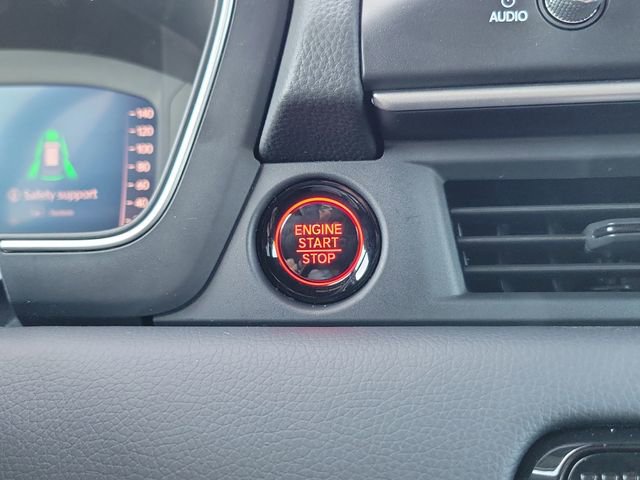 AUDIO
140
120
100
80
60
40
Safety support
ENGINE
START
STOP